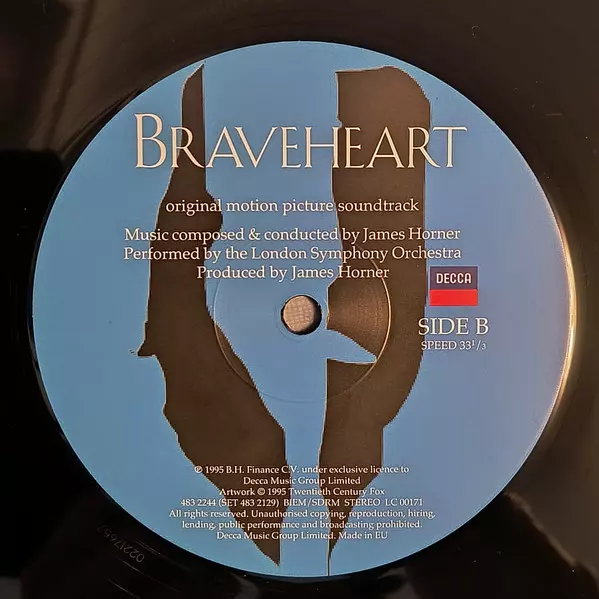 BRAVEHEART
original motion picture soundtrack
Music composed & conducted by James Horner
Performed by the London Symphony Orchestra
Produced by James Horner
DECCA
SIDE B
SPEED 33 1/3
℗ 1995 B.H. Finance C.V. under exclusive licence to
Decca Music Group Limited
Artwork © 1995 Twentieth Century Fox
483 2244 (SET 483 2129) BIEM/SDRM STEREO LC 00171
All rights reserved. Unauthorised copying, reproduction, hiring,
lending, public performance and broadcasting prohibited.
Decca Music Group Limited. Made in EU